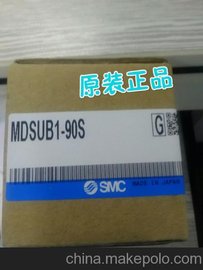 原装正品
MDSUB1-90S
G
SMC
MADE IN JAPAN
china.makepolo.com